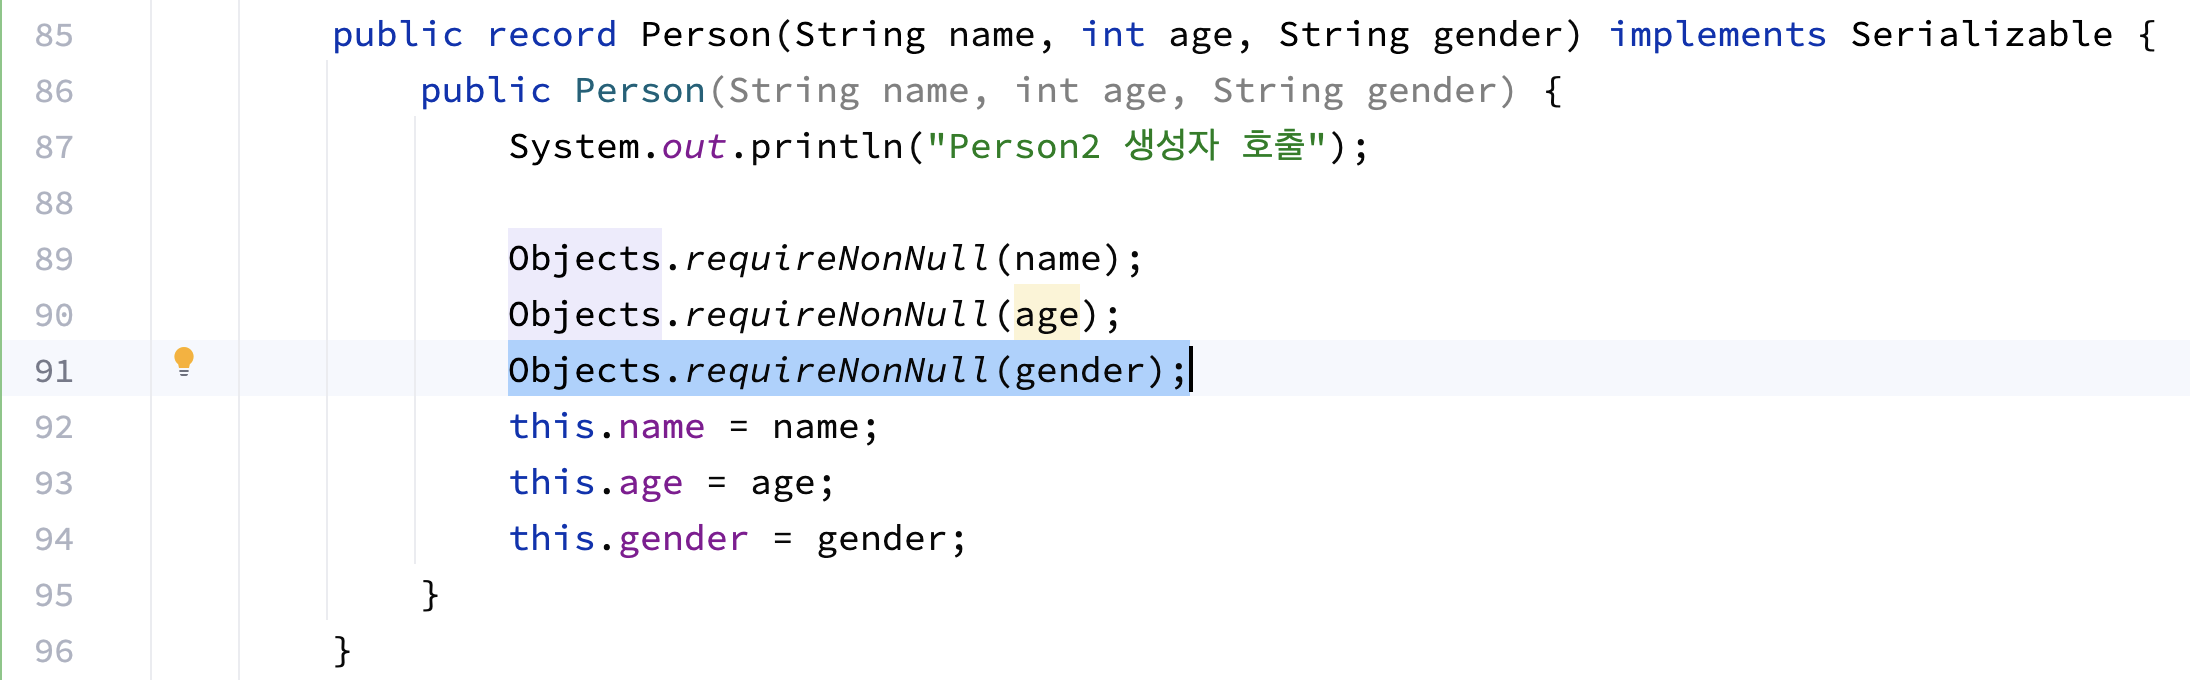 85 public record Person(String name, int age, String gender) implements Serializable {
86 public Person(String name, int age, String gender) {
87 System.out.println("Person2 생성자 호출");
88
89 Objects.requireNonNull(name);
90 Objects.requireNonNull(age);
91 Objects.requireNonNull(gender);
92 this.name = name;
93 this.age = age;
94 this.gender = gender;
95 }
96 }